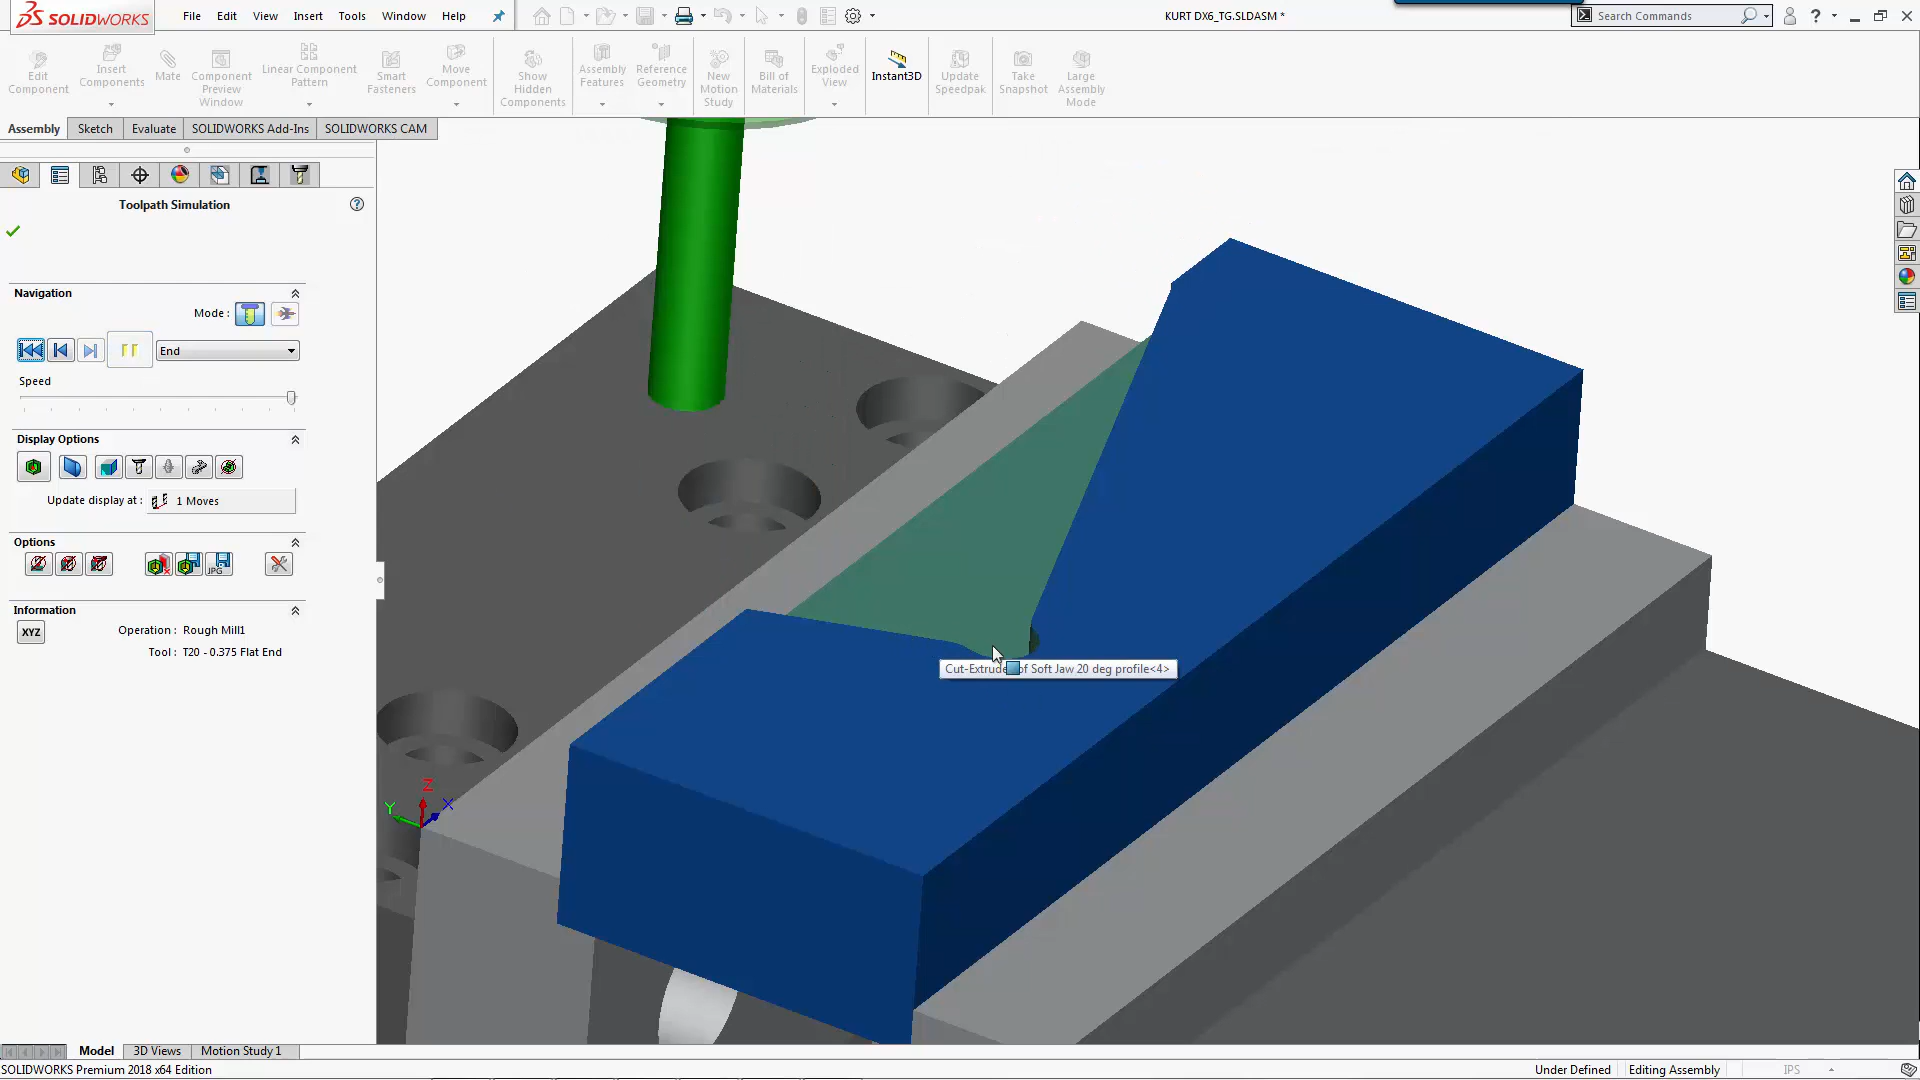 SOLIDWORKS
File Edit View Insert Tools Window Help
KURT DX6_TG.SLDASM *
Search Commands
?
Edit Component
Insert Components
Mate
Component Preview Window
Linear Component Pattern
Smart Fasteners
Move Component
Show Hidden Components
Assembly Features
Reference Geometry
New Motion Study
Bill of Materials
Exploded View
Instant3D
Update Speedpak
Take Snapshot
Large Assembly Mode
Assembly Sketch Evaluate SOLIDWORKS Add-Ins SOLIDWORKS CAM
Toolpath Simulation
?
Navigation
Mode :
End
Speed
Display Options
Update display at : 1 Moves
Options
JPG
Information
XYZ
Operation : Rough Mill1
Tool : T20 - 0.375 Flat End
Cut-Extrude of Soft Jaw 20 deg profile<4>
Z
Y
X
Model 3D Views Motion Study 1
SOLIDWORKS Premium 2018 x64 Edition
Under Defined Editing Assembly IPS